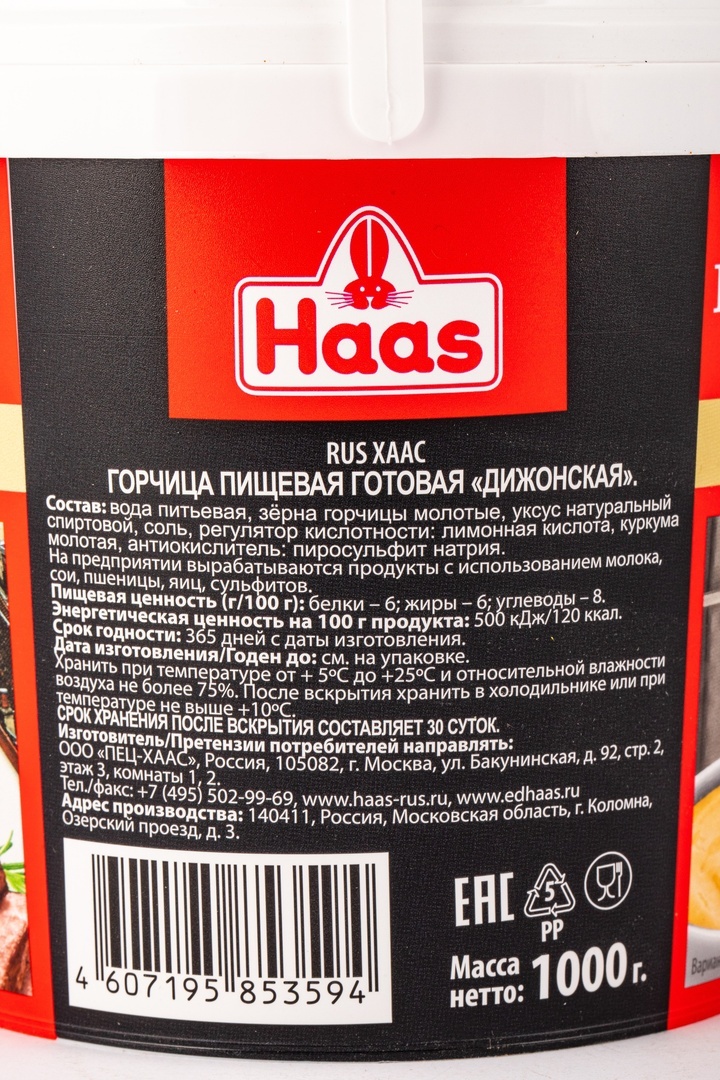 Haas
RUS ХААС
ГОРЧИЦА ПИЩЕВАЯ ГОТОВАЯ «ДИЖОНСКАЯ».
Состав: вода питьевая, зёрна горчицы молотые, уксус натуральный
спиртовой, соль, регулятор кислотности: лимонная кислота, куркума
молотая, антиокислитель: пиросульфит натрия.
На предприятии вырабатываются продукты с использованием молока,
сои, пшеницы, яиц, сульфитов.
Пищевая ценность (г/100 г): белки – 6; жиры – 6; углеводы – 8.
Энергетическая ценность на 100 г продукта: 500 кДж/120 ккал.
Срок годности: 365 дней с даты изготовления.
Дата изготовления/Годен до: см. на упаковке.
Хранить при температуре от + 5ºС до +25ºС и относительной влажности
воздуха не более 75%. После вскрытия хранить в холодильнике или при
температуре не выше +10ºС.
СРОК ХРАНЕНИЯ ПОСЛЕ ВСКРЫТИЯ СОСТАВЛЯЕТ 30 СУТОК.
Изготовитель/Претензии потребителей направлять:
ООО «ПЕЦ-ХААС», Россия, 105082, г. Москва, ул. Бакунинская, д. 92, стр. 2,
этаж 3, комнаты 1, 2.
Тел./факс: +7 (495) 502-99-69, www.haas-rus.ru, www.edhaas.ru
Адрес производства: 140411, Россия, Московская область, г. Коломна,
Озерский проезд, д. 3.
4 607195 853594
EAC
5
PP
Масса
нетто: 1000 г.